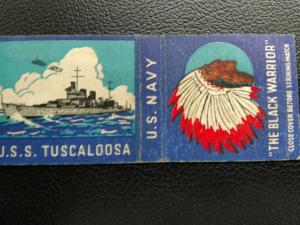 U.S.S. TUSCALOOSA
U.S. NAVY
"THE BLACK WARRIOR"
CLOSE COVER BEFORE STRIKING MATCH